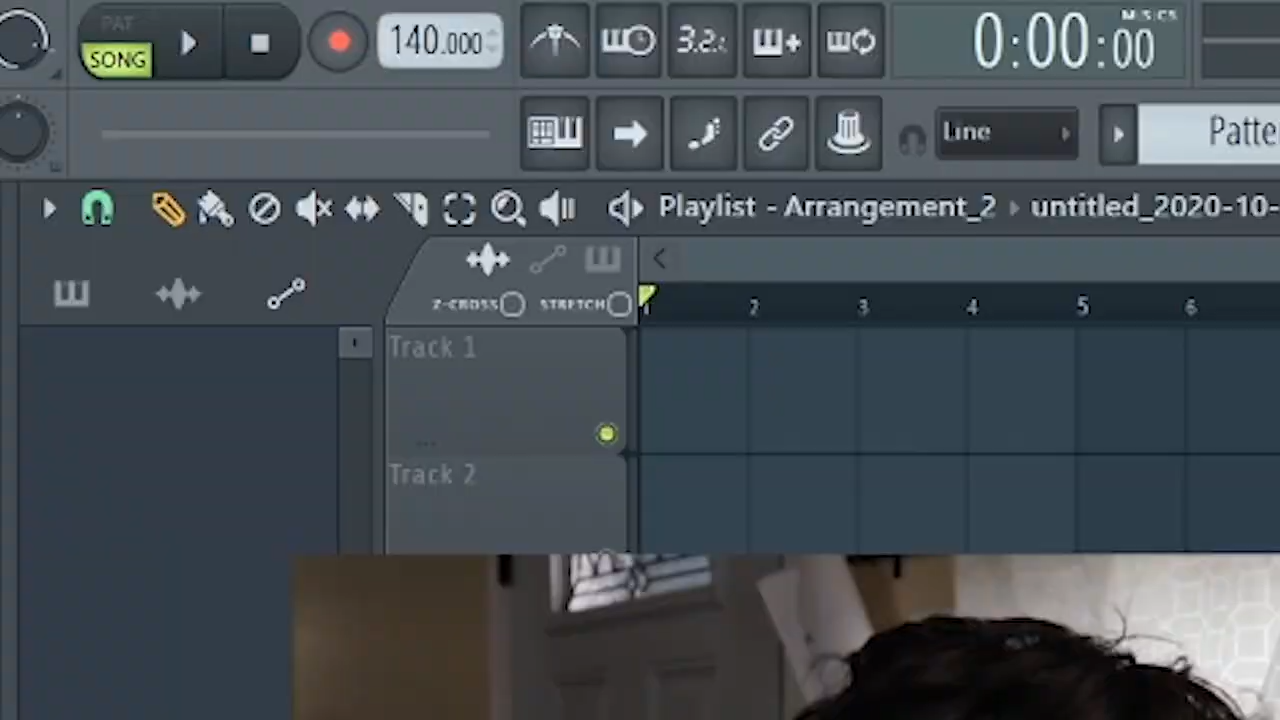 PAT
SONG
140.000
3.2.
M:S:CS
0:00:00
Line
Patte
Playlist - Arrangement_2 › untitled_2020-10-
Z-CROSS STRETCH
1 2 3 4 5 6
Track 1
Track 2